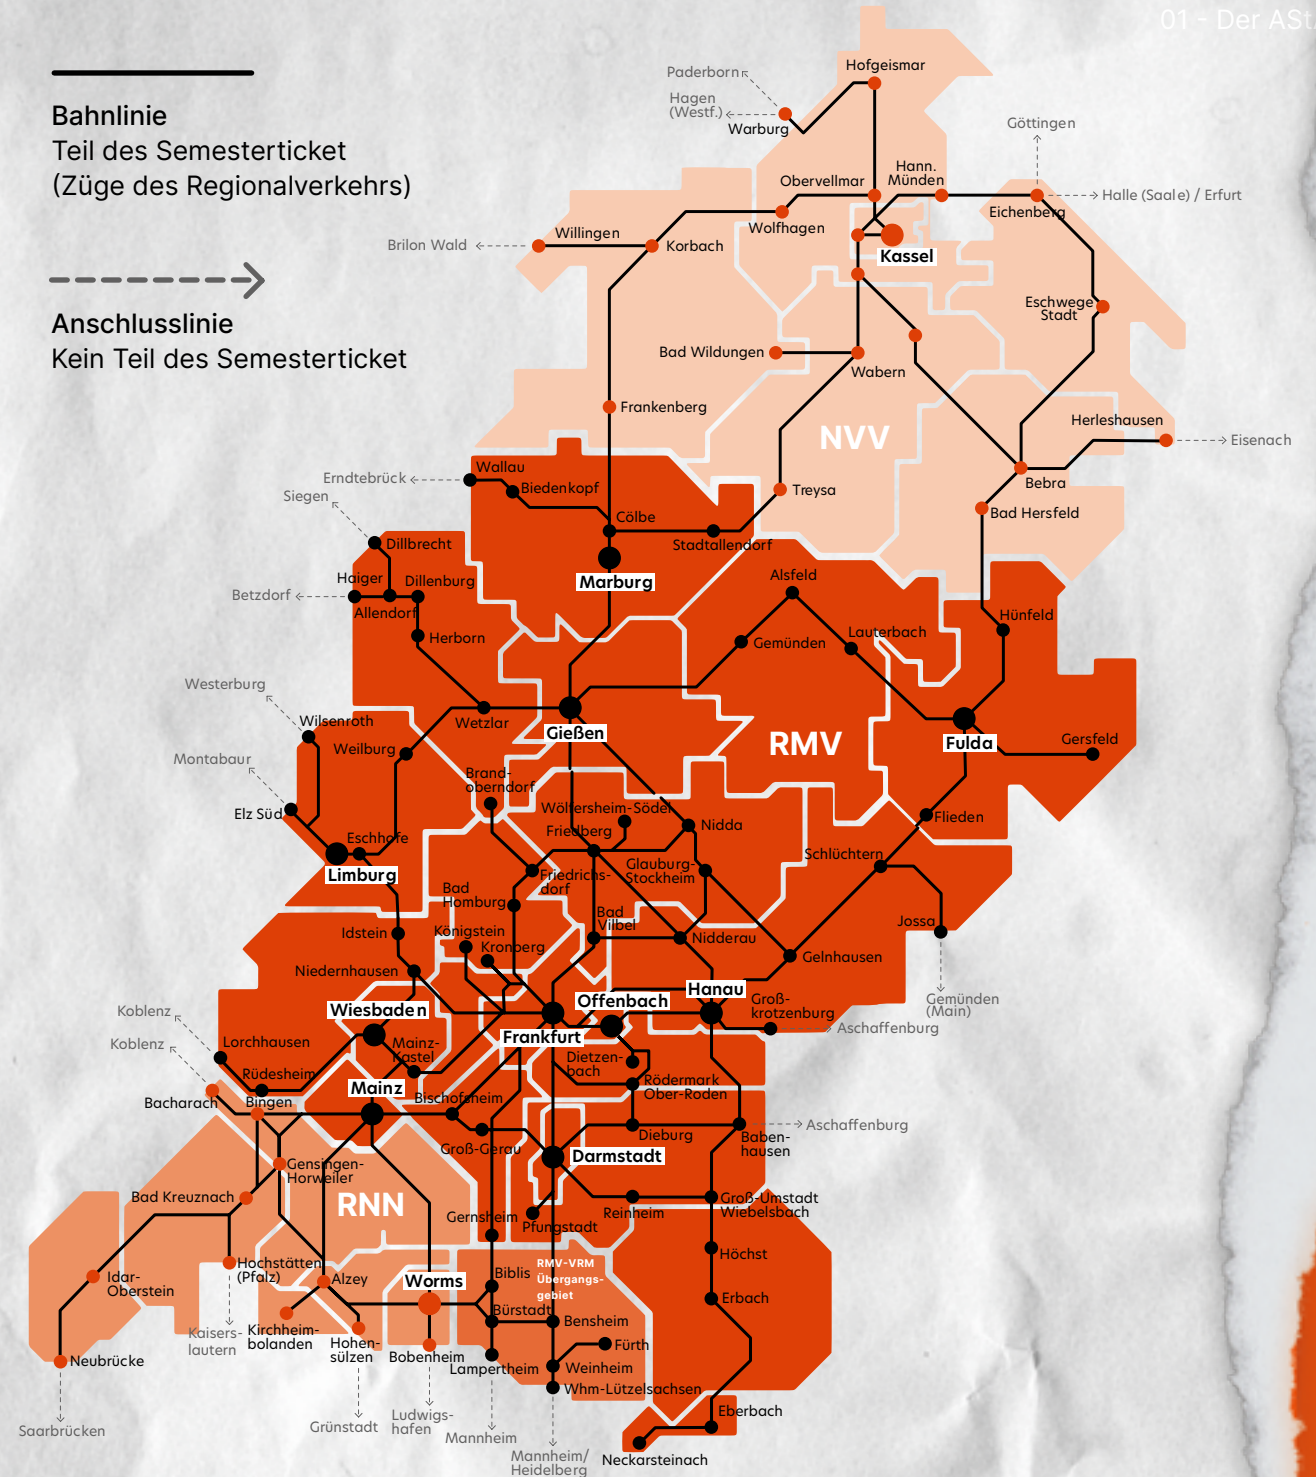 01 - Der ASt
Bahnlinie
Teil des Semesterticket
(Züge des Regionalverkehrs)
Anschlusslinie
Kein Teil des Semesterticket
Hofgeismar
Paderborn
Hagen
(Westf.)
Warburg
Göttingen
Hann.
Münden
Obervellmar
Halle (Saale) / Erfurt
Eichenberg
Wolfhagen
Willingen
Brilon Wald
Korbach
Kassel
Eschwege
Stadt
Bad Wildungen
Wabern
Frankenberg
Herleshausen
NVV
Eisenach
Wallau
Erndtebrück
Biedenkopf
Bebra
Siegen
Treysa
Bad Hersfeld
Cölbe
Stadtallendorf
Dillbrecht
Marburg
Alsfeld
Haiger
Dillenburg
Betzdorf
Allendorf
Hünfeld
Herborn
Gemünden
Lauterbach
Westerburg
Wilsenroth
Wetzlar
Gießen
RMV
Fulda
Gersfeld
Weilburg
Montabaur
Brand-
oberndorf
Elz Süd
Wölfersheim-Södel
Friedberg
Nidda
Flieden
Eschhofe
Limburg
Schlüchtern
Friedrichs-
dorf
Glauburg-
Stockheim
Bad
Homburg
Bad
Vilbel
Jossa
Idstein
Königstein
Kronberg
Nidderau
Gelnhausen
Niedernhausen
Hanau
Offenbach
Groß-
krotzenburg
Gemünden
(Main)
Wiesbaden
Koblenz
Frankfurt
Aschaffenburg
Koblenz
Lorchhausen
Mainz-
Kastel
Dietzen-
bach
Rüdesheim
Mainz
Rödermark
Ober-Roden
Bacharach
Bingen
Bischofsheim
Aschaffenburg
Dieburg
Baben-
hausen
Groß-Gerau
Darmstadt
Gensingen-
Horweiler
Bad Kreuznach
RNN
Groß-Umstadt
Wiebelsbach
Gernsheim
Pfungstadt
Reinheim
Höchst
Hochstätten
(Pfalz)
Idar-
Oberstein
Alzey
Worms
Biblis
RMV-VRM
Übergangs-
gebiet
Erbach
Bürstadt
Bensheim
Kaisers-
lautern
Kirchheim-
bolanden
Hohen-
sülzen
Bobenheim
Fürth
Neubrücke
Lampertheim
Weinheim
Whm-Lützelsachsen
Eberbach
Saarbrücken
Grünstadt
Ludwigs-
hafen
Mannheim
Mannheim/
Heidelberg
Neckarsteinach